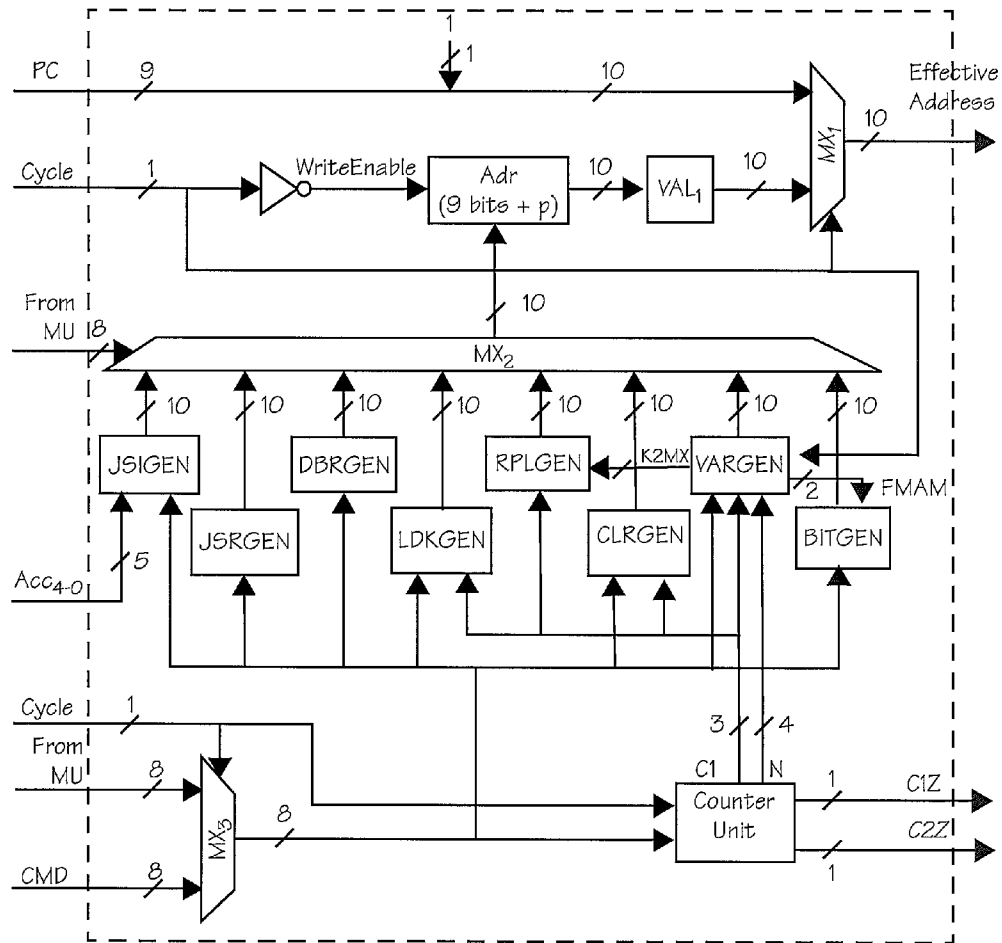 1
1
PC
9
10
Effective
Address
MX1
10
Cycle
1
WriteEnable
Adr
(9 bits + p)
10
VAL1
10
From
MU
8
10
MX2
10
10
10
10
10
10
10
10
JSIGEN
DBRGEN
RPLGEN
K2MX
VARGEN
2
FMAM
JSRGEN
LDKGEN
CLRGEN
BITGEN
5
Acc4-0
Cycle
1
From
MU
8
MX3
8
CMD
8
3
4
C1
N
Counter
Unit
1
C1Z
C2Z
1